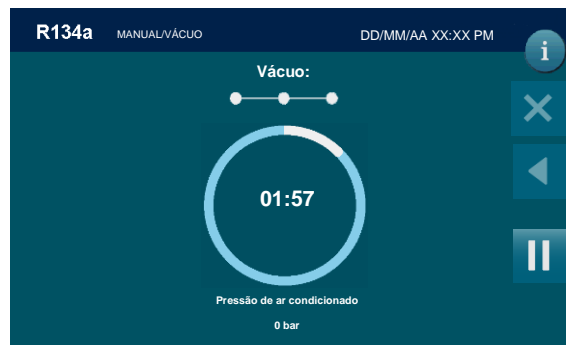 R134a MANUAL/VÁCUO DD/MM/AA XX:XX PM
i
Vácuo:
01:57
Pressão de ar condicionado
0 bar